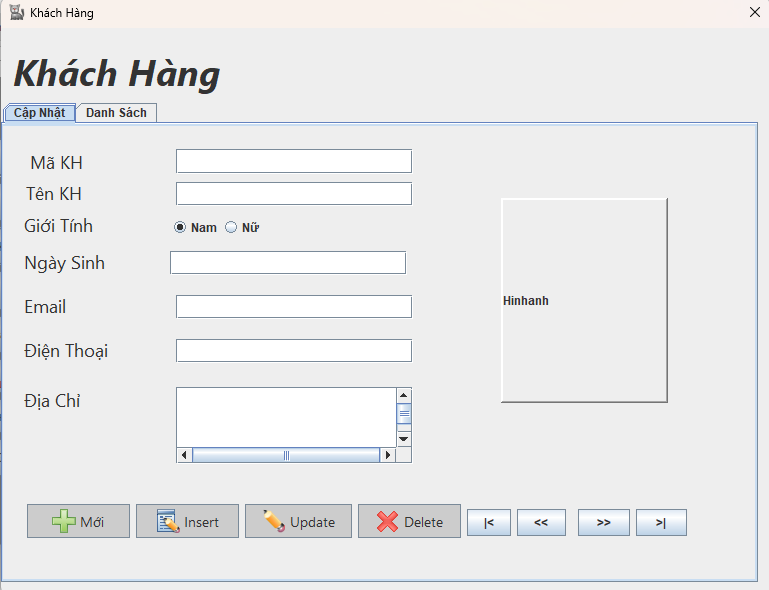 Khách Hàng
Khách Hàng
Cập Nhật Danh Sách
Mã KH
Tên KH
Giới Tính Nam Nữ
Ngày Sinh
Hinhanh
Email
Điện Thoại
Địa Chỉ
Mới Insert Update Delete |< << >> >|